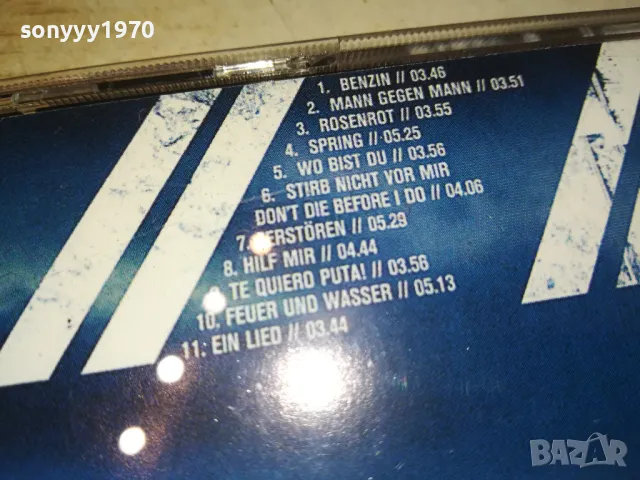 sonyyy1970
1. BENZIN // 03.46
2. MANN GEGEN MANN // 03.51
3. ROSENROT // 03.55
4. SPRING // 05.25
5. WO BIST DU // 03.56
6. STIRB NICHT VOR MIR
DON'T DIE BEFORE I DO // 04.06
7. ZERSTÖREN // 05.29
8. HILF MIR // 04.44
9. TE QUIERO PUTA! // 03.56
10. FEUER UND WASSER // 05.13
11. EIN LIED // 03.44
BAZAR
bg